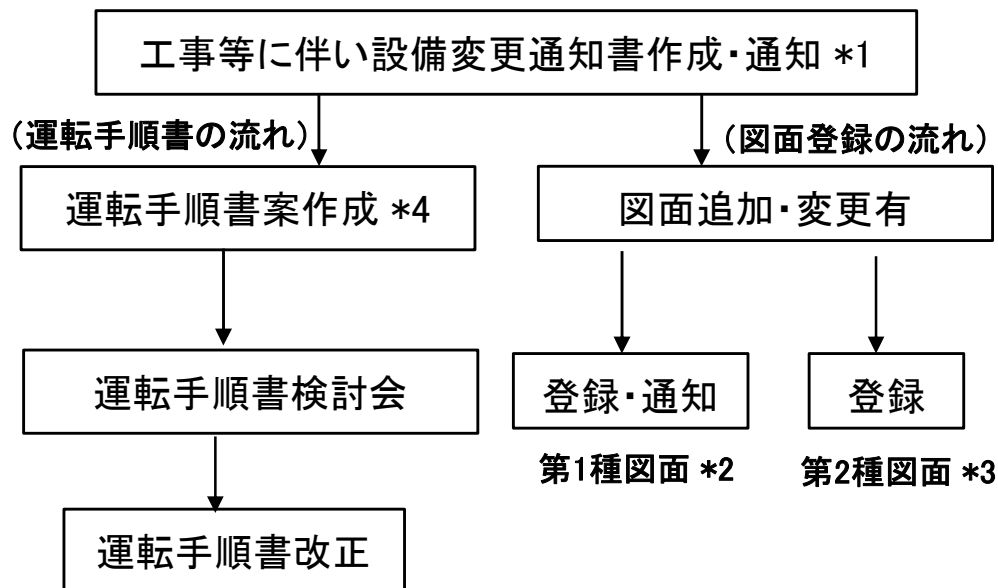 工事等に伴い設備変更通知書作成・通知 *1
(運転手順書の流れ)
(図面登録の流れ)
運転手順書案作成 *4
図面追加・変更有
運転手順書検討会
登録・通知
登録
第1種図面 *2
第2種図面 *3
運転手順書改正